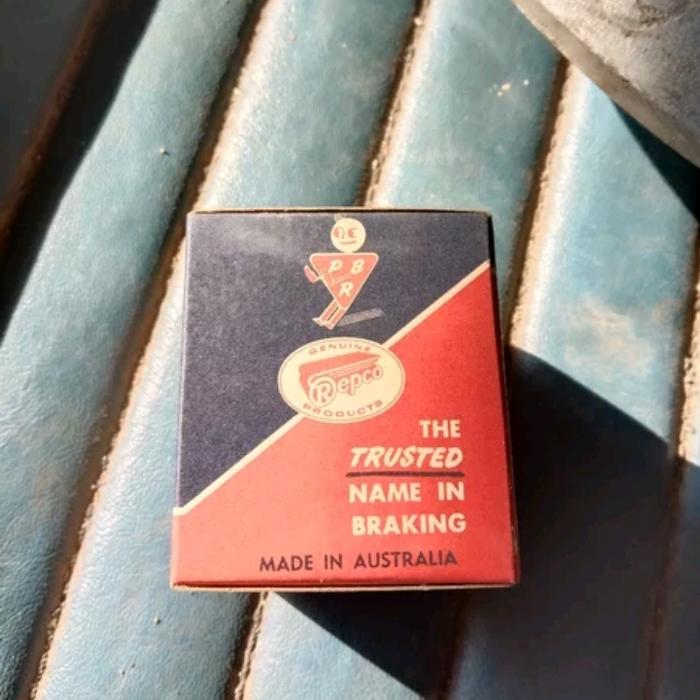 P B
R
GENUINE
Repco
PRODUCTS
THE
TRUSTED
NAME IN
BRAKING
MADE IN AUSTRALIA